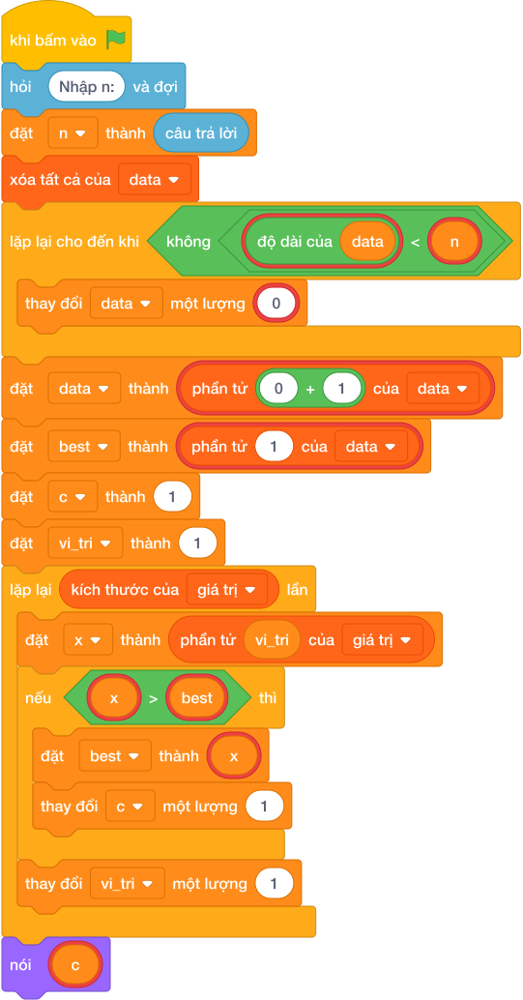 khi bấm vào
hỏi Nhập n: và đợi
đặt n thành câu trả lời
xóa tất cả của data
lặp lại cho đến khi không độ dài của data < n
thay đổi data một lượng 0
đặt data thành phần tử 0 + 1 của data
đặt best thành phần tử 1 của data
đặt c thành 1
đặt vi_tri thành 1
lặp lại kích thước của giá trị lần
đặt x thành phần tử vi_tri của giá trị
nếu x > best thì
đặt best thành x
thay đổi c một lượng 1
thay đổi vi_tri một lượng 1
nói c